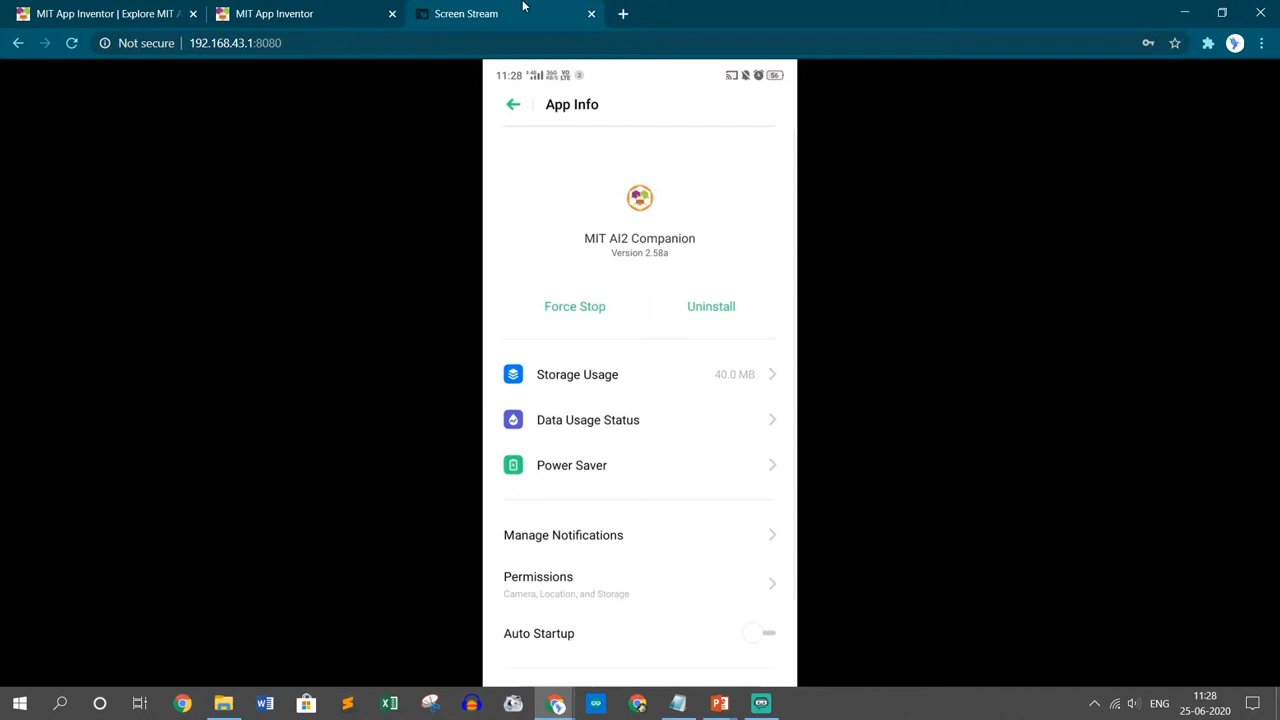 MIT App Inventor | Explore MIT A
MIT App Inventor
Screen Stream
Not secure
192.168.43.1:8080
11:28
56
App Info
MIT AI2 Companion
Version 2.58a
Force Stop
Uninstall
Storage Usage
40.0 MB
Data Usage Status
Power Saver
Manage Notifications
Permissions
Camera, Location, and Storage
Auto Startup
ENG
11:28
25-06-2020